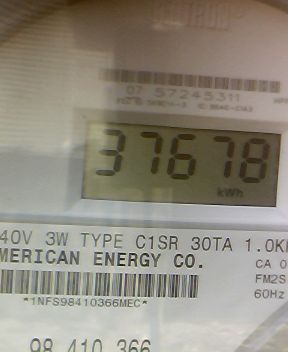 07 57245311
37678
kWh
40V 3W TYPE C1SR 30TA 1.0K
MERICAN ENERGY CO.
CA 0
FM2S
60Hz
*1NFS98410366MEC*
98 410 366